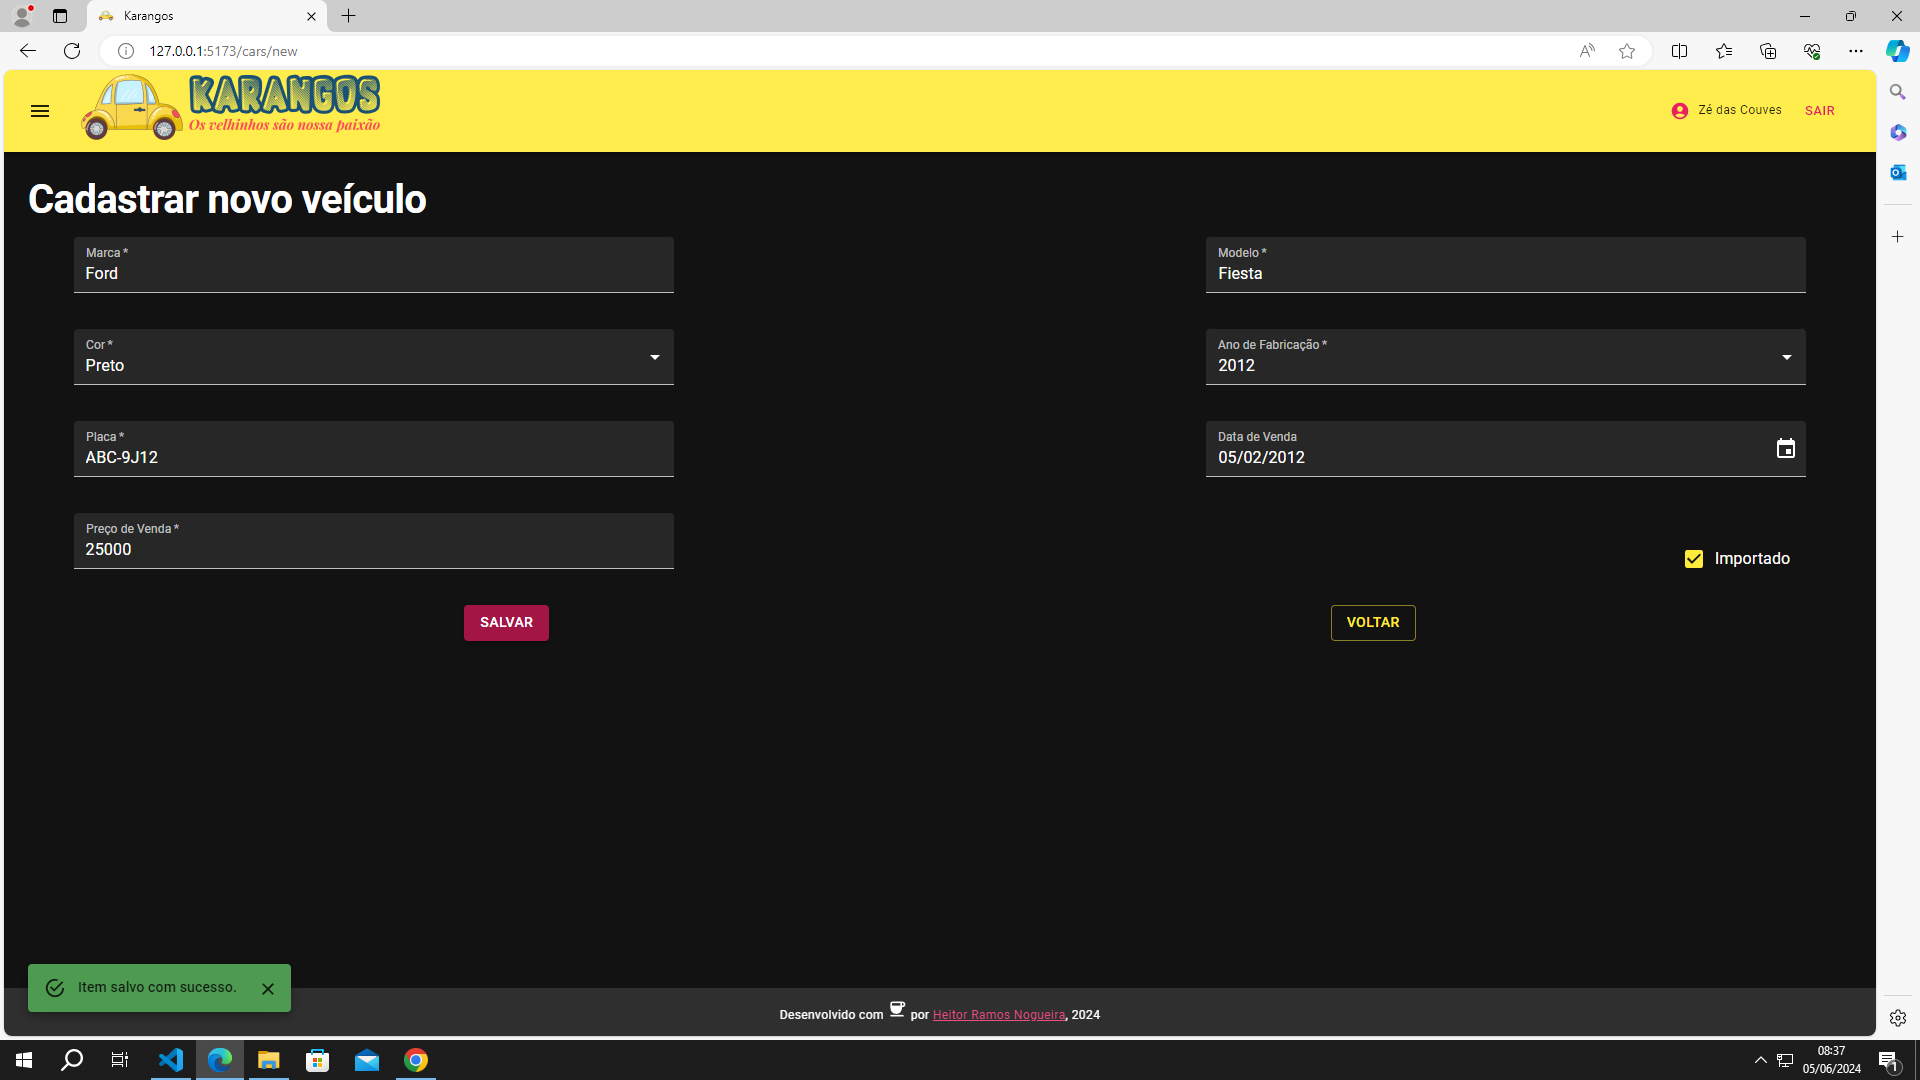 Karangos
127.0.0.1:5173/cars/new
KARANGOS
Os velhinhos são nossa paixão
Zé das Couves
SAIR
Cadastrar novo veículo
Marca *
Ford
Modelo *
Fiesta
Cor *
Preto
Ano de Fabricação *
2012
Placa *
ABC-9J12
Data de Venda
05/02/2012
Preço de Venda *
25000
Importado
SALVAR
VOLTAR
Item salvo com sucesso.
Desenvolvido com por Heitor Ramos Nogueira, 2024
08:37
05/06/2024
1